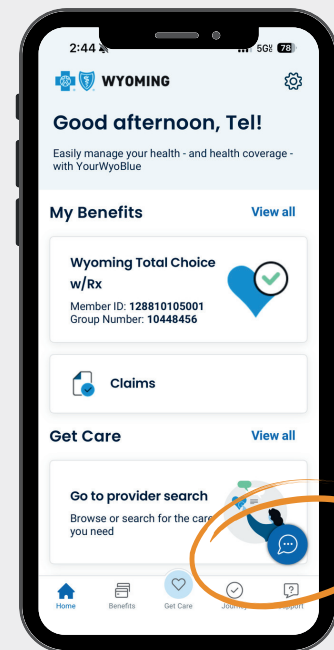 2:44
5GE 78
WYOMING
Good afternoon, Tel!
Easily manage your health - and health coverage -
with YourWyoBlue
My Benefits View all
Wyoming Total Choice
w/Rx
Member ID: 128810105001
Group Number: 10448456
Claims
Get Care View all
Go to provider search
Browse or search for the care
you need
Home Benefits Get Care